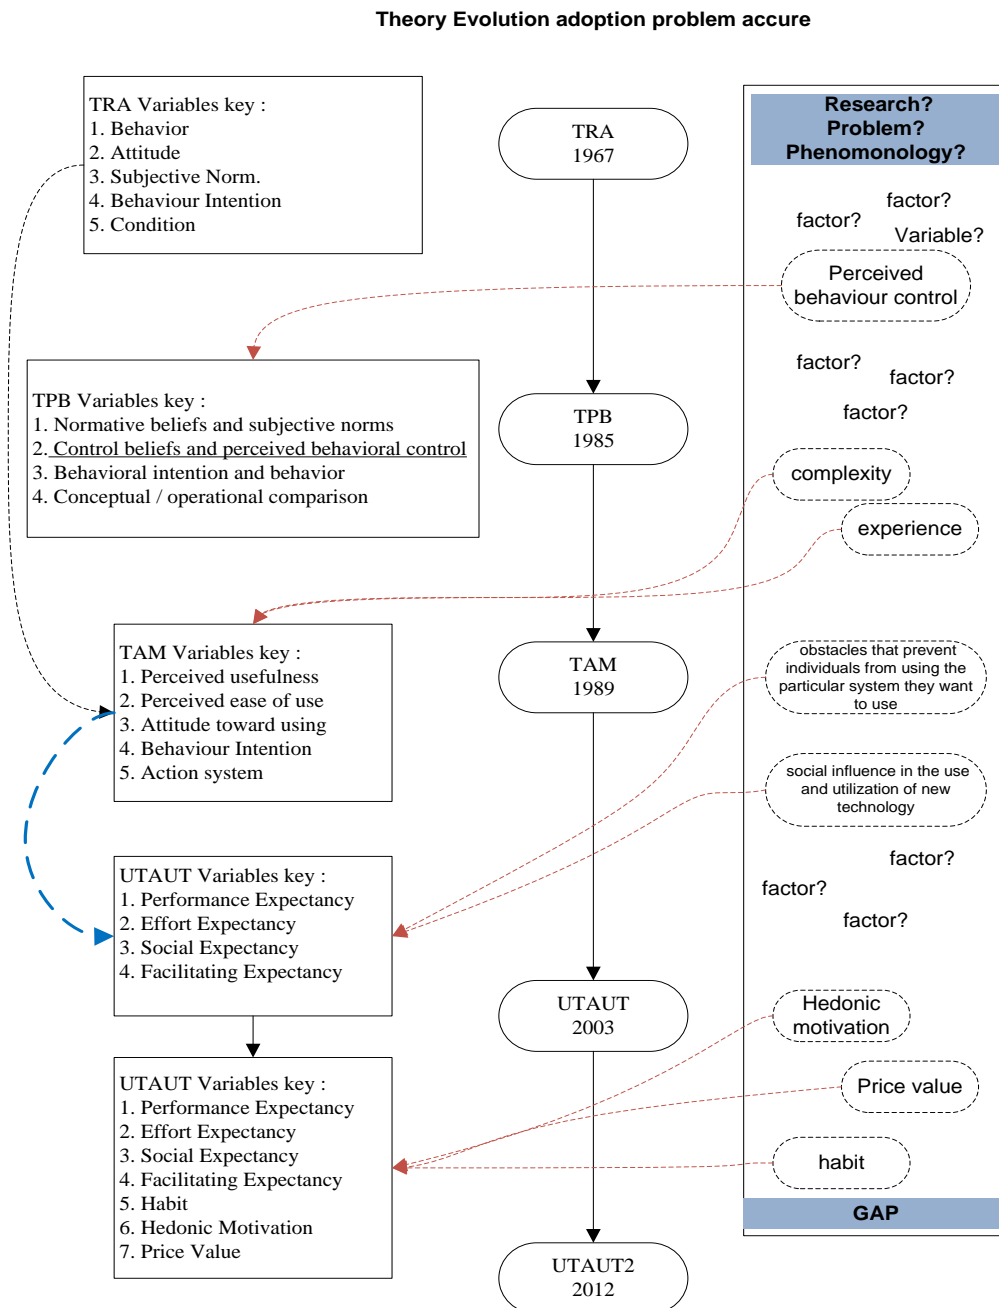 Theory Evolution adoption problem accure
TRA Variables key :
1. Behavior
2. Attitude
3. Subjective Norm.
4. Behaviour Intention
5. Condition
TRA
1967
Research?
Problem?
Phenomonology?
factor?
factor?
Variable?
Perceived
behaviour control
TPB Variables key :
1. Normative beliefs and subjective norms
2. Control beliefs and perceived behavioral control
3. Behavioral intention and behavior
4. Conceptual / operational comparison
TPB
1985
factor?
factor?
factor?
complexity
experience
TAM Variables key :
1. Perceived usefulness
2. Perceived ease of use
3. Attitude toward using
4. Behaviour Intention
5. Action system
TAM
1989
obstacles that prevent
individuals from using the
particular system they want
to use
social influence in the use
and utilization of new
technology
UTAUT Variables key :
1. Performance Expectancy
2. Effort Expectancy
3. Social Expectancy
4. Facilitating Expectancy
factor?
factor?
factor?
UTAUT
2003
Hedonic
motivation
UTAUT Variables key :
1. Performance Expectancy
2. Effort Expectancy
3. Social Expectancy
4. Facilitating Expectancy
5. Habit
6. Hedonic Motivation
7. Price Value
Price value
habit
GAP
UTAUT2
2012